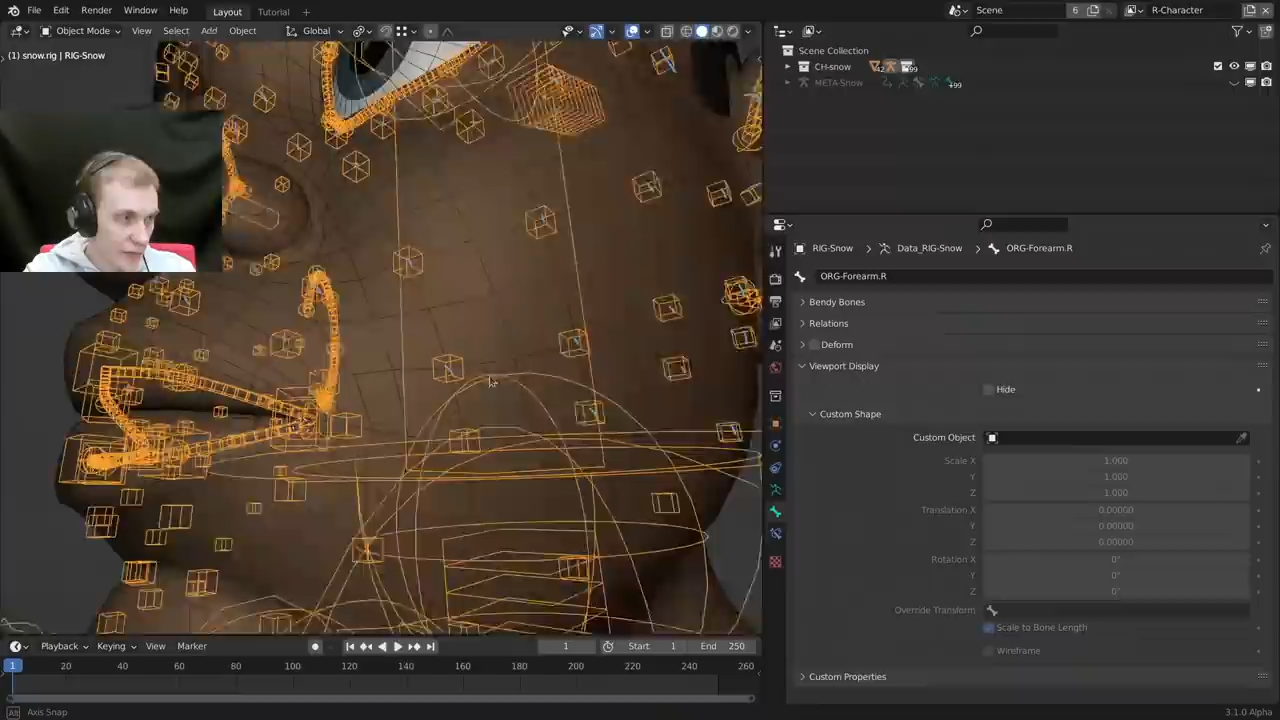 File Edit Render Window Help Layout Tutorial Scene 6 R-Character
Object Mode View Select Add Object Global
(1) snow.rig | RIG-Snow
Scene Collection
CH-snow
META-Snow
RIG-Snow Data_RIG-Snow ORG-Forearm.R
ORG-Forearm.R
Bendy Bones
Relations
Deform
Viewport Display
Hide
Custom Shape
Custom Object
Scale X 1.000
Y 1.000
Z 1.000
Translation X 0.00000
Y 0.00000
Z 0.00000
Rotation X 0°
Y 0°
Z 0°
Override Transform
Scale to Bone Length
Wireframe
Custom Properties
Playback Keying View Marker 1 Start 1 End 250
1 20 40 60 80 100 120 140 160 180 200 220 240 260
Alt Axis Snap 3.1.0 Alpha